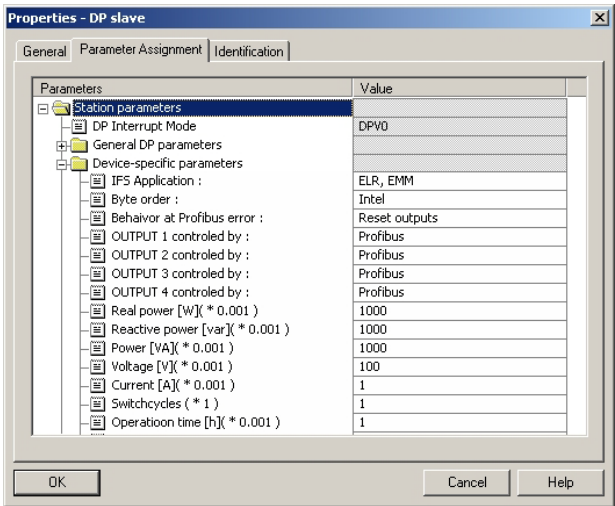 Properties - DP slave
General Parameter Assignment Identification
Parameters Value
Station parameters
DP Interrupt Mode DPV0
General DP parameters
Device-specific parameters
IFS Application : ELR, EMM
Byte order : Intel
Behaivor at Profibus error : Reset outputs
OUTPUT 1 controled by : Profibus
OUTPUT 2 controled by : Profibus
OUTPUT 3 controled by : Profibus
OUTPUT 4 controled by : Profibus
Real power [W]( * 0.001 ) 1000
Reactive power [var]( * 0.001 ) 1000
Power [VA]( * 0.001 ) 1000
Voltage [V]( * 0.001 ) 100
Current [A]( * 0.001 ) 1
Switchcycles ( * 1 ) 1
Operatioon time [h]( * 0.001 ) 1
OK Cancel Help